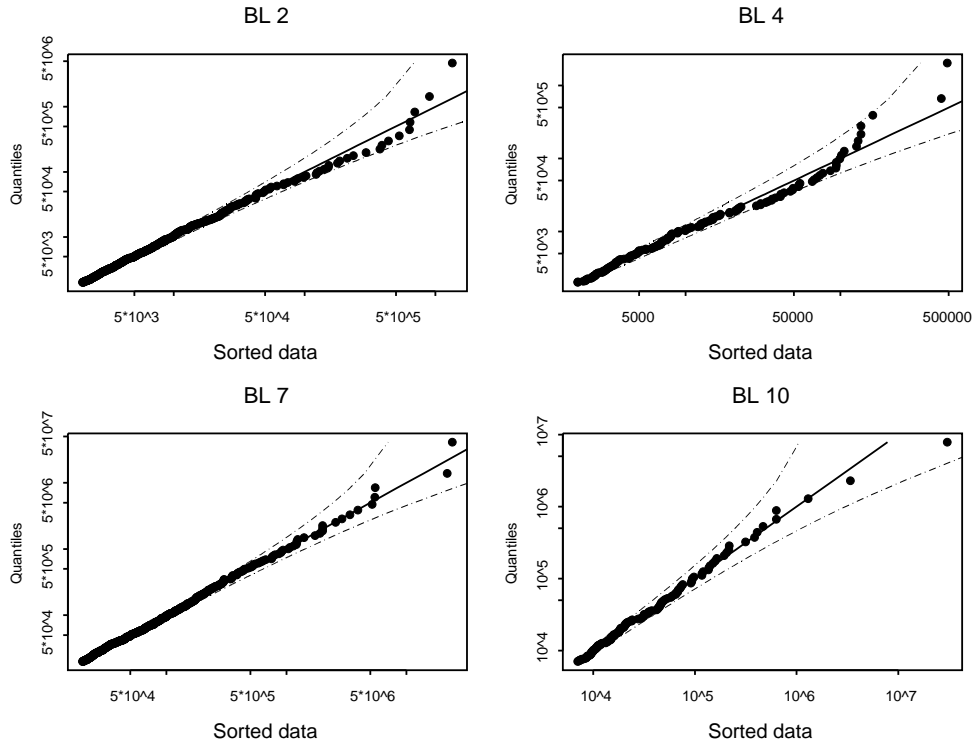 BL 2
Quantiles
5*10^3
5*10^4
5*10^5
5*10^6
5*10^3
5*10^4
5*10^5
Sorted data
BL 4
Quantiles
5*10^3
5*10^4
5*10^5
5000
50000
500000
Sorted data
BL 7
Quantiles
5*10^4
5*10^5
5*10^6
5*10^7
5*10^4
5*10^5
5*10^6
Sorted data
BL 10
Quantiles
10^4
10^5
10^6
10^7
10^4
10^5
10^6
10^7
Sorted data